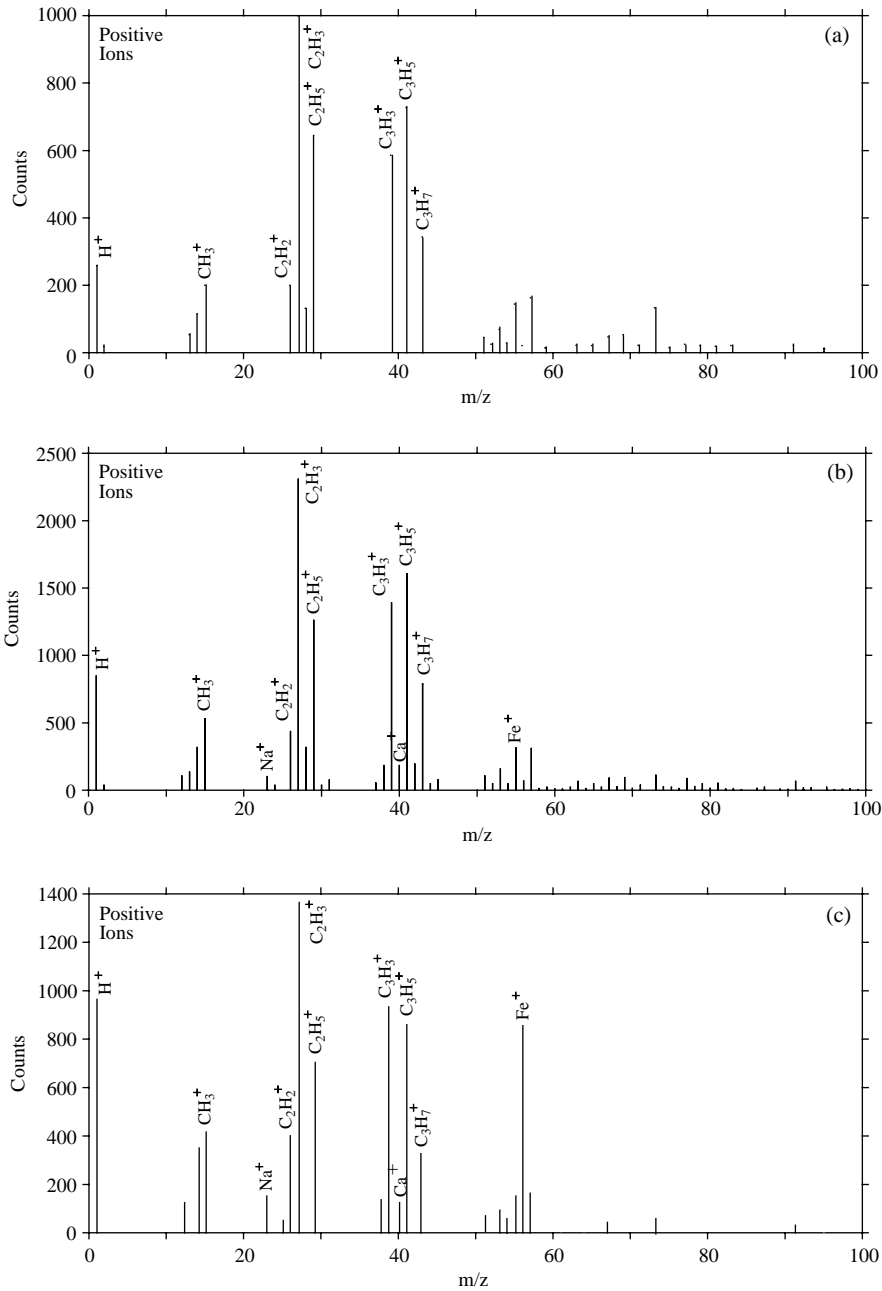 Positive
Ions
(a)
1000
800
600
400
200
0
Counts
H+
CH₃+
C₂H₂+
C₂H₃+
C₂H₅+
C₃H₃+
C₃H₅+
C₃H₇+
0 20 40 60 80 100
m/z
Positive
Ions
(b)
2500
2000
1500
1000
500
0
Counts
H+
CH₃+
Na+
C₂H₂+
C₂H₃+
C₂H₅+
C₃H₃+
Ca+
C₃H₅+
C₃H₇+
Fe+
0 20 40 60 80 100
m/z
Positive
Ions
(c)
1400
1200
1000
800
600
400
200
0
Counts
H+
CH₃+
Na+
C₂H₂+
C₂H₃+
C₂H₅+
C₃H₃+
Ca+
C₃H₅+
C₃H₇+
Fe+
0 20 40 60 80 100
m/z